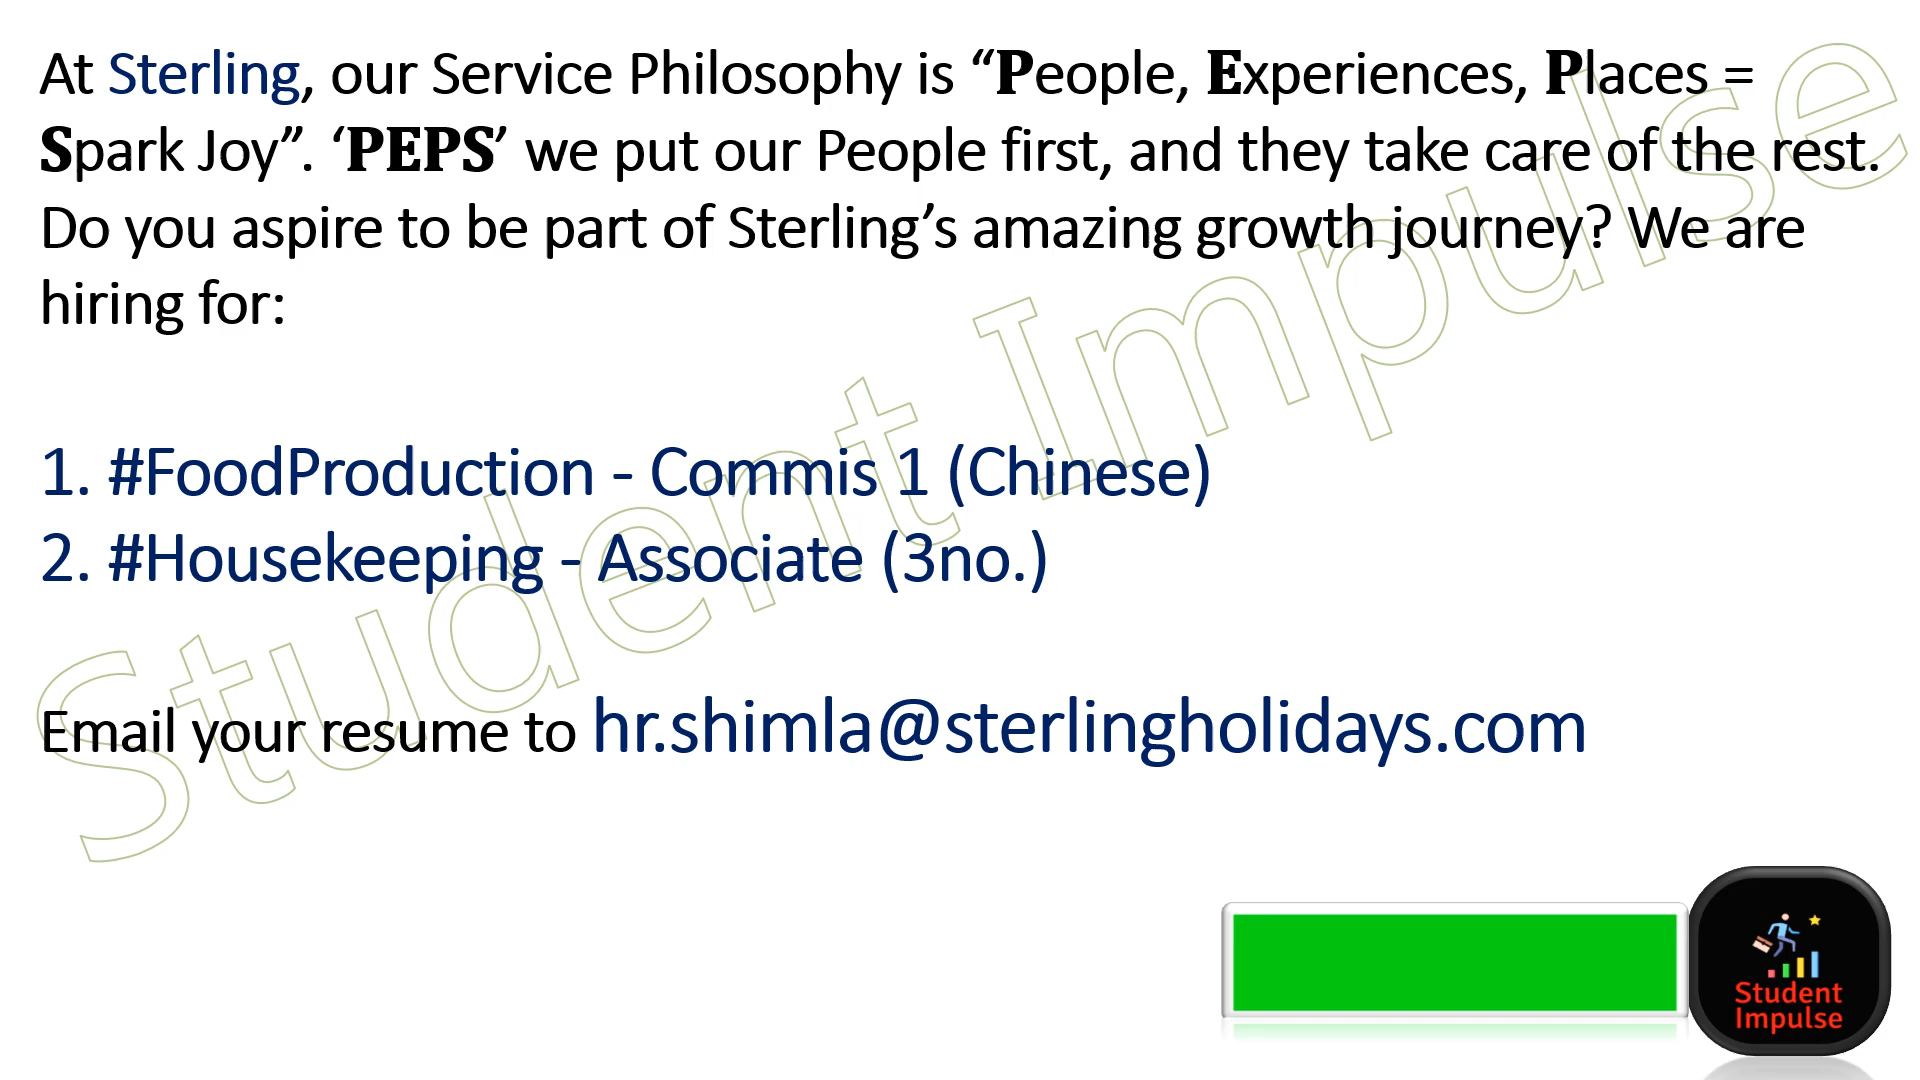 At Sterling, our Service Philosophy is “People, Experiences, Places =
Spark Joy”. ‘PEPS’ we put our People first, and they take care of the rest.
Do you aspire to be part of Sterling’s amazing growth journey? We are
hiring for:
1. #FoodProduction - Commis 1 (Chinese)
2. #Housekeeping - Associate (3no.)
Email your resume to hr.shimla@sterlingholidays.com
Student Impulse
Student
Impulse